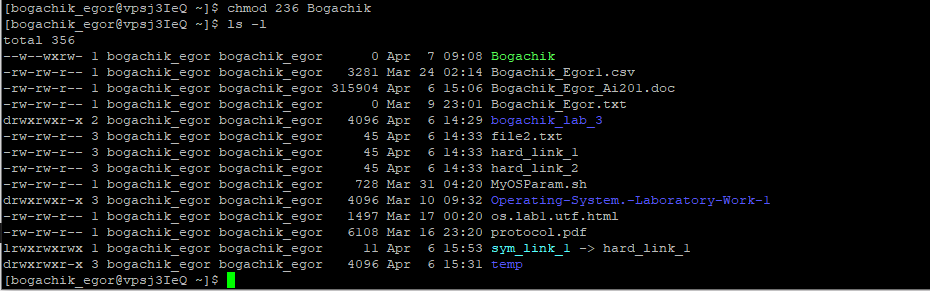 [bogachik_egor@vpsj3IeQ ~]$ chmod 236 Bogachik
[bogachik_egor@vpsj3IeQ ~]$ ls -l
total 356
--w--wxrw- 1 bogachik_egor bogachik_egor      0 Apr  7 09:08 Bogachik
-rw-rw-r-- 1 bogachik_egor bogachik_egor   3281 Mar 24 02:14 Bogachik_Egor1.csv
-rw-rw-r-- 1 bogachik_egor bogachik_egor 315904 Apr  6 15:06 Bogachik_Egor_Ai201.doc
-rw-rw-r-- 1 bogachik_egor bogachik_egor      0 Mar  9 23:01 Bogachik_Egor.txt
drwxrwxr-x 2 bogachik_egor bogachik_egor   4096 Apr  6 14:29 bogachik_lab_3
-rw-rw-r-- 3 bogachik_egor bogachik_egor     45 Apr  6 14:33 file2.txt
-rw-rw-r-- 3 bogachik_egor bogachik_egor     45 Apr  6 14:33 hard_link_1
-rw-rw-r-- 3 bogachik_egor bogachik_egor     45 Apr  6 14:33 hard_link_2
-rw-rw-r-- 1 bogachik_egor bogachik_egor    728 Mar 31 04:20 MyOSParam.sh
drwxrwxr-x 3 bogachik_egor bogachik_egor   4096 Mar 10 09:32 Operating-System.-Laboratory-Work-1
-rw-rw-r-- 1 bogachik_egor bogachik_egor   1497 Mar 17 00:20 os.lab1.utf.html
-rw-rw-r-- 1 bogachik_egor bogachik_egor   6108 Mar 16 23:20 protocol.pdf
lrwxrwxrwx 1 bogachik_egor bogachik_egor     11 Apr  6 15:53 sym_link_1 -> hard_link_1
drwxrwxr-x 3 bogachik_egor bogachik_egor   4096 Apr  6 15:31 temp
[bogachik_egor@vpsj3IeQ ~]$